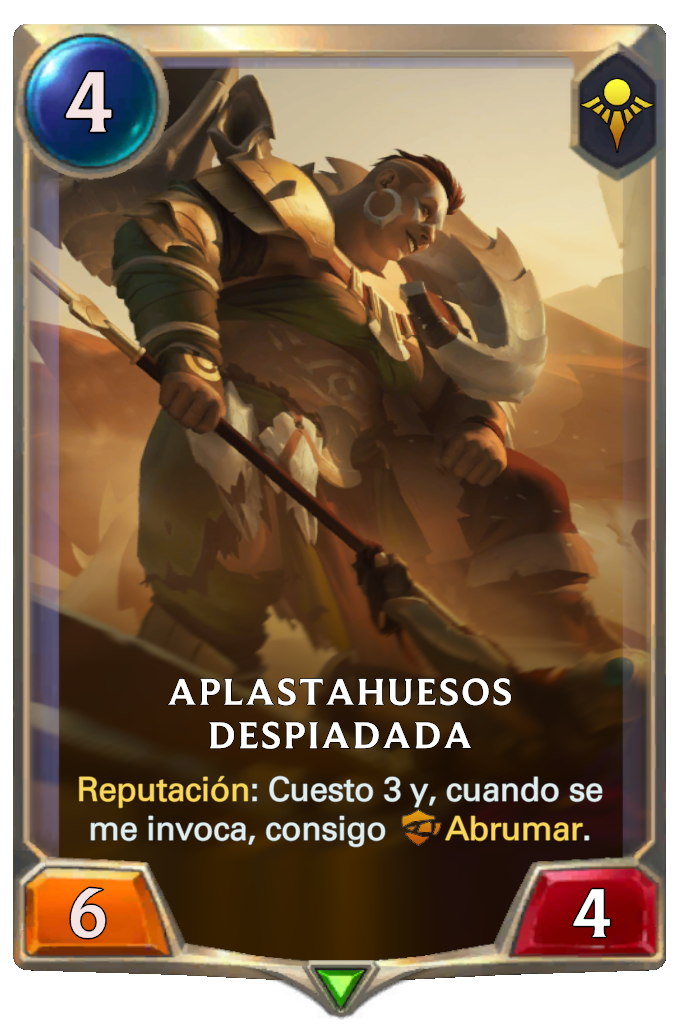 4
APLASTAHUESOS
DESPIADADA
Reputación: Cuesto 3 y, cuando se
me invoca, consigo Abrumar.
6
4